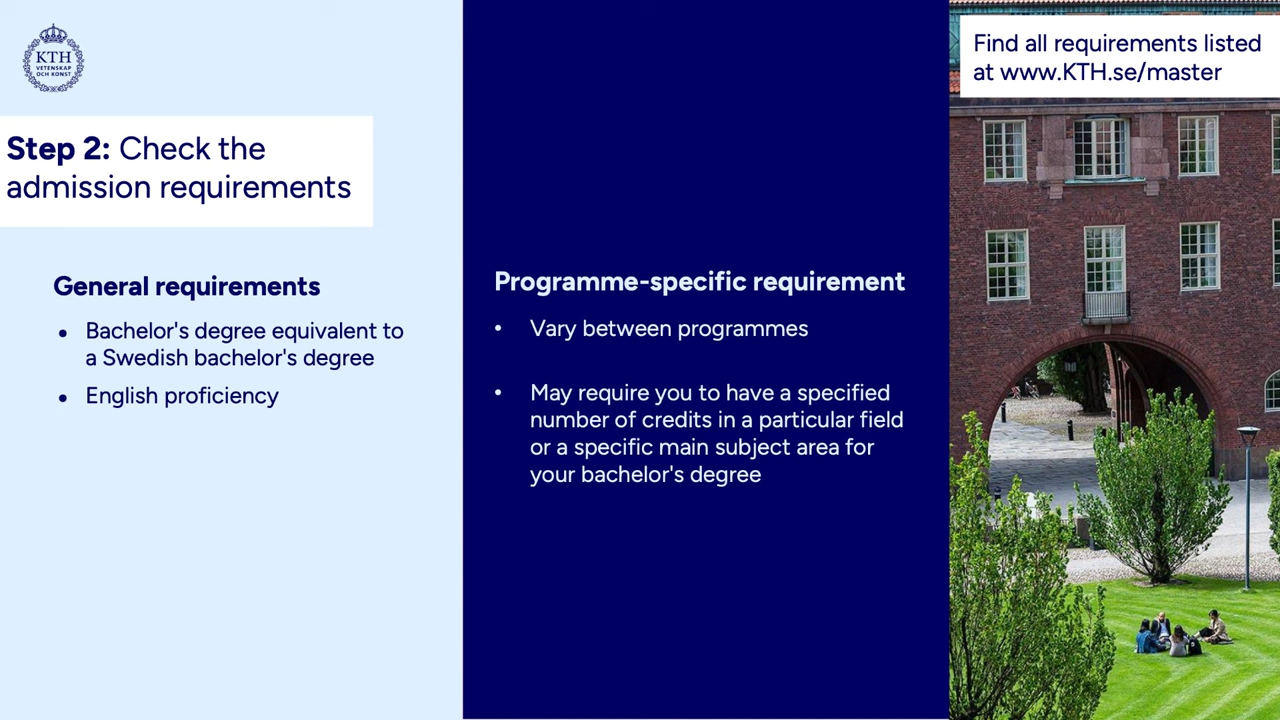 KTH
VETENSKAP
OCH KONST
Step 2: Check the
admission requirements
General requirements
• Bachelor's degree equivalent to
a Swedish bachelor's degree
• English proficiency
Programme-specific requirement
• Vary between programmes
• May require you to have a specified
number of credits in a particular field
or a specific main subject area for
your bachelor's degree
Find all requirements listed
at www.KTH.se/master